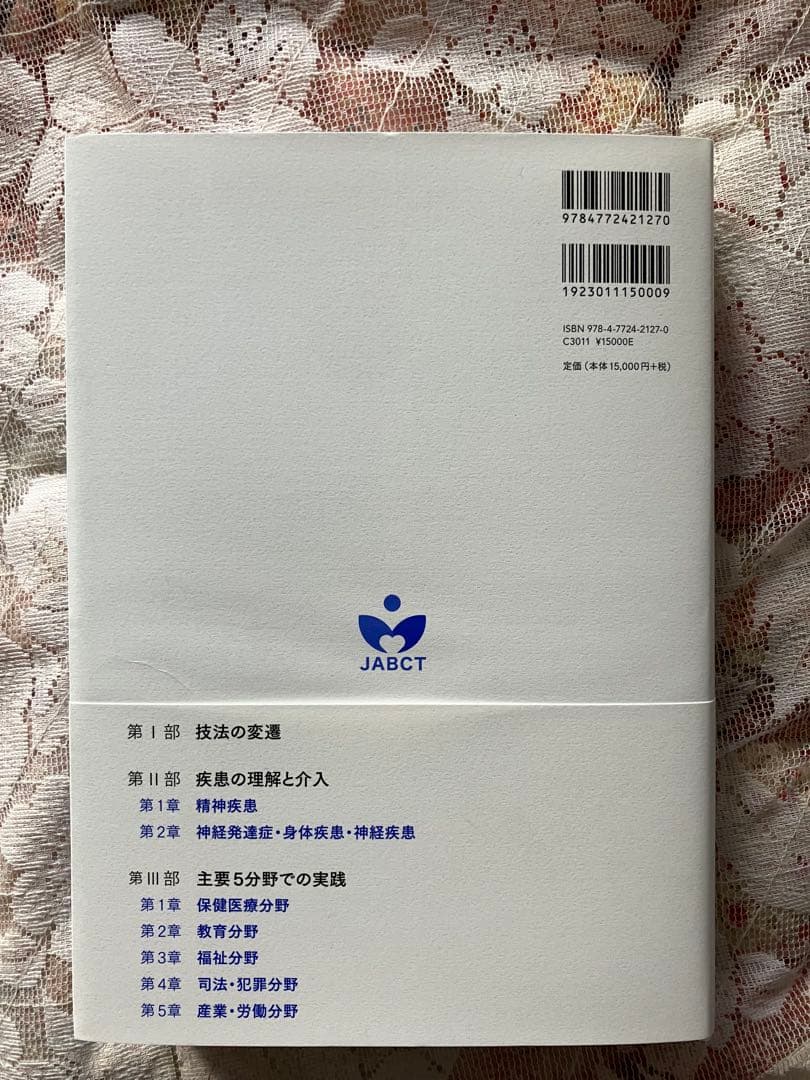 9784772421270
1923011150009
ISBN 978-4-7724-2127-0
C3011 ¥15000E
定価（本体15,000円+税）
JABCT
第Ⅰ部 技法の変遷
第Ⅱ部 疾患の理解と介入
第1章 精神疾患
第2章 神経発達症・身体疾患・神経疾患
第Ⅲ部 主要5分野での実践
第1章 保健医療分野
第2章 教育分野
第3章 福祉分野
第4章 司法・犯罪分野
第5章 産業・労働分野